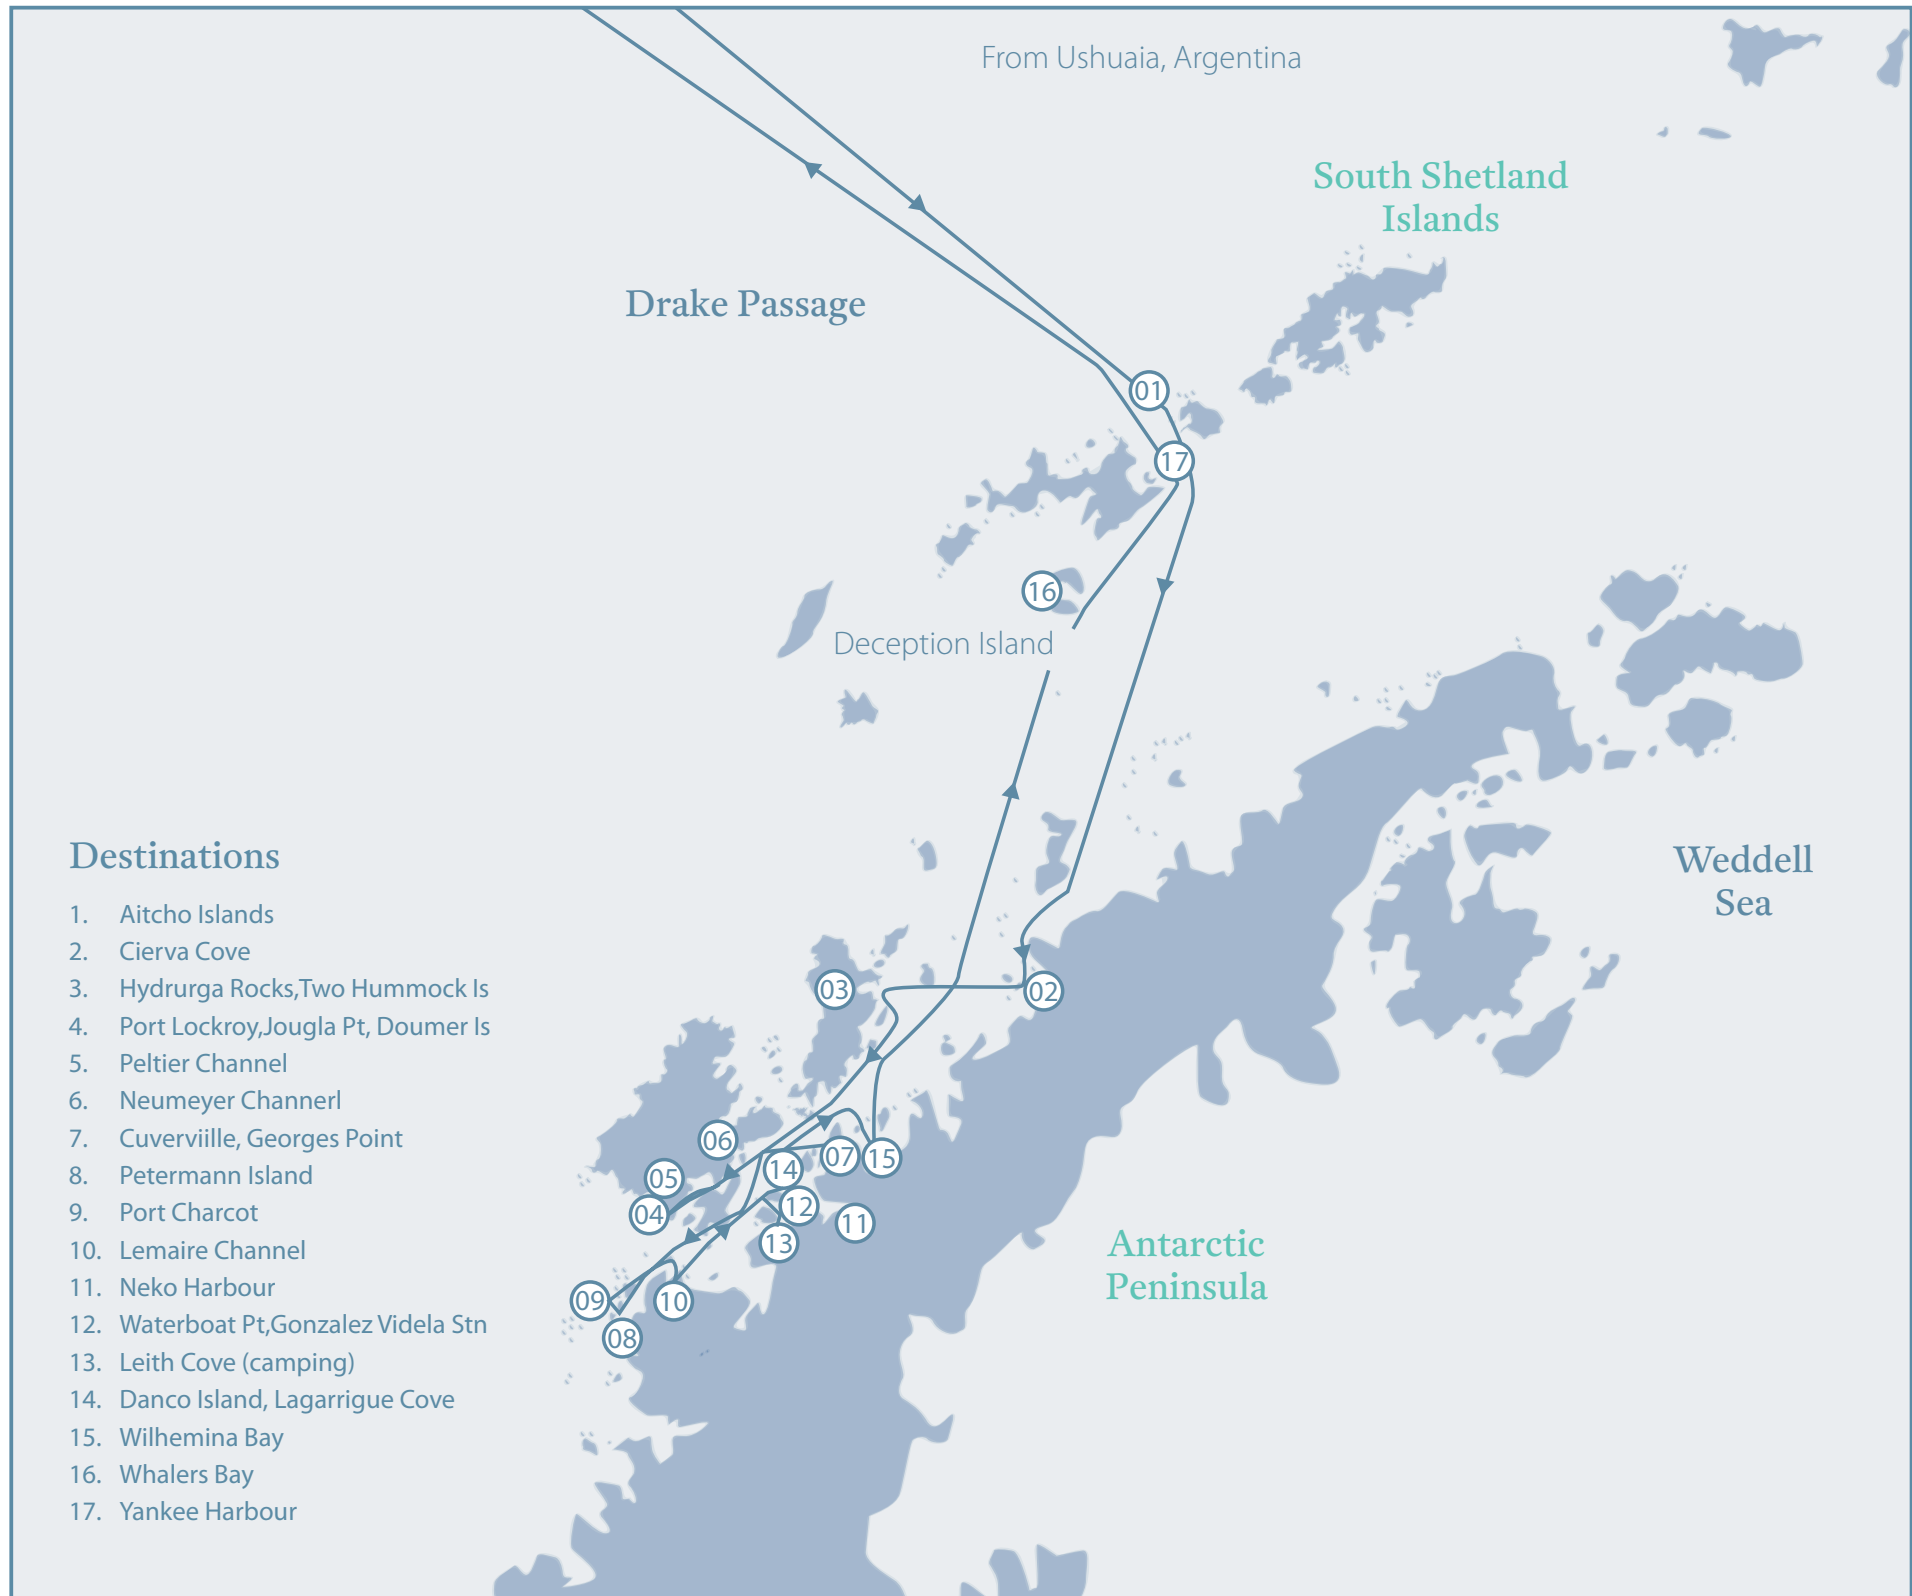 From Ushuaia, Argentina
South Shetland
Islands
Drake Passage
01
17
16
Deception Island
Destinations
1. Aitcho Islands
2. Cierva Cove
3. Hydrurga Rocks,Two Hummock Is
4. Port Lockroy,Jougla Pt, Doumer Is
5. Peltier Channel
6. Neumeyer Channerl
7. Cuverviille, Georges Point
8. Petermann Island
9. Port Charcot
10. Lemaire Channel
11. Neko Harbour
12. Waterboat Pt,Gonzalez Videla Stn
13. Leith Cove (camping)
14. Danco Island, Lagarrigue Cove
15. Wilhemina Bay
16. Whalers Bay
17. Yankee Harbour
Weddell
Sea
03
02
06
07
15
14
05
04
12
11
13
09
10
08
Antarctic
Peninsula